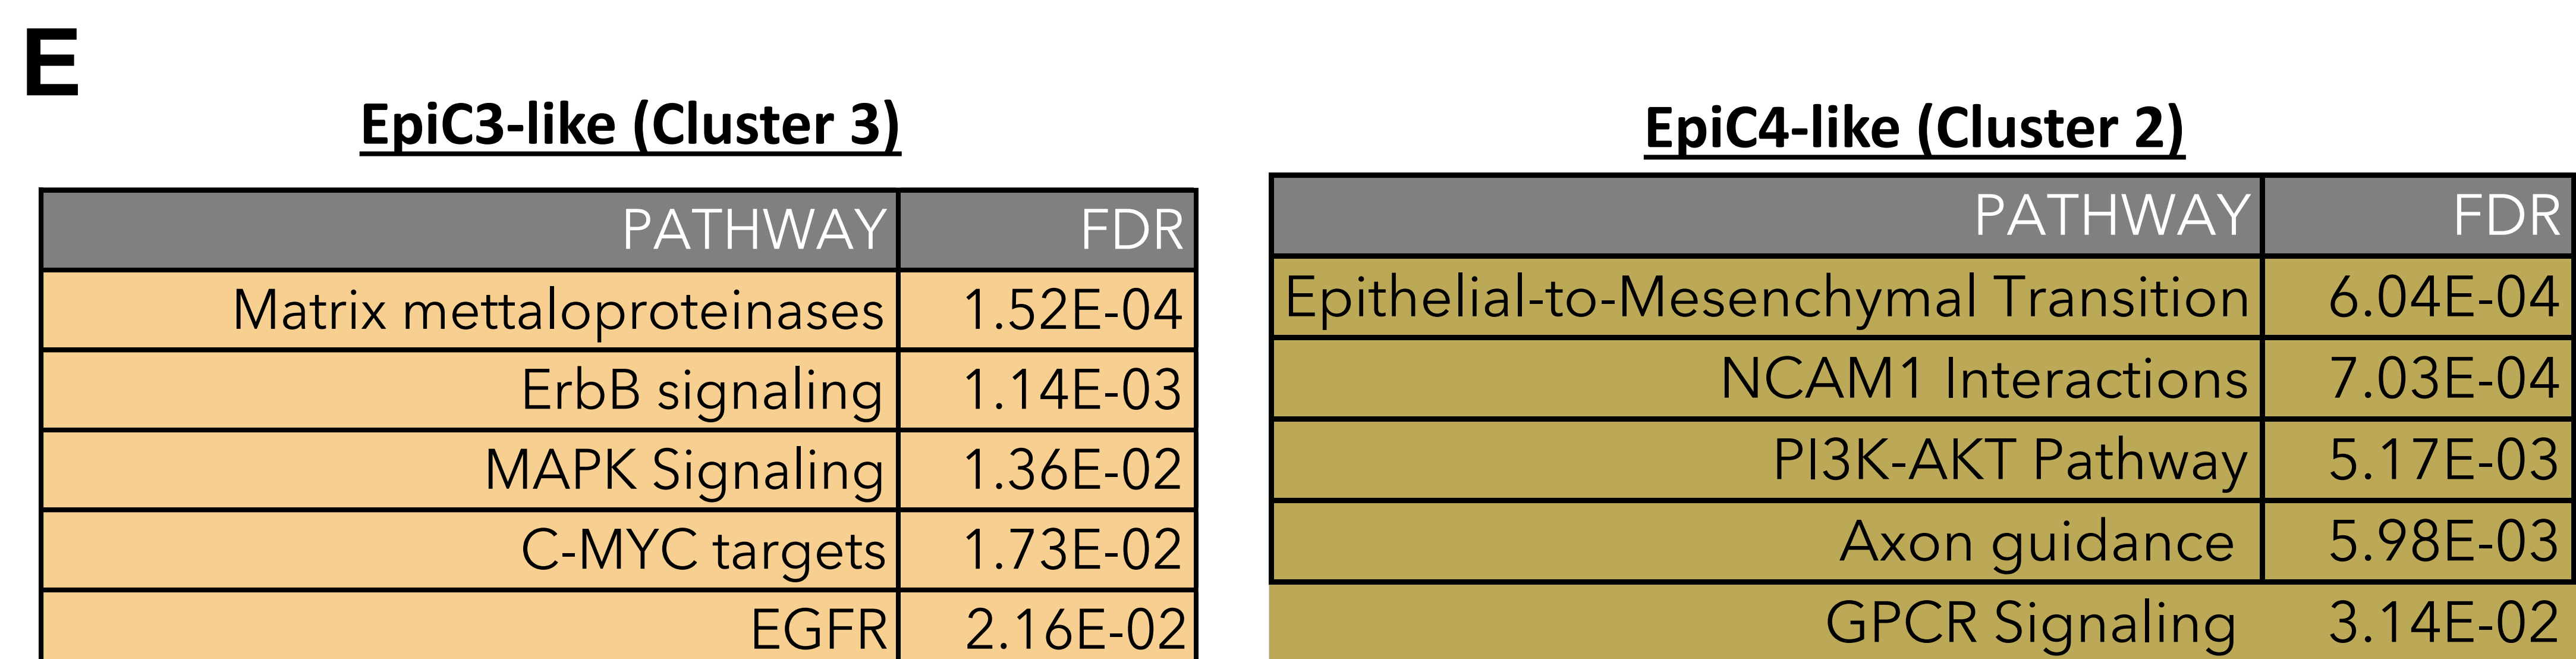 E
EpiC3-like (Cluster 3)
PATHWAY FDR
Matrix mettaloproteinases 1.52E-04
ErbB signaling 1.14E-03
MAPK Signaling 1.36E-02
C-MYC targets 1.73E-02
EGFR 2.16E-02
EpiC4-like (Cluster 2)
PATHWAY FDR
Epithelial-to-Mesenchymal Transition 6.04E-04
NCAM1 Interactions 7.03E-04
PI3K-AKT Pathway 5.17E-03
Axon guidance 5.98E-03
GPCR Signaling 3.14E-02